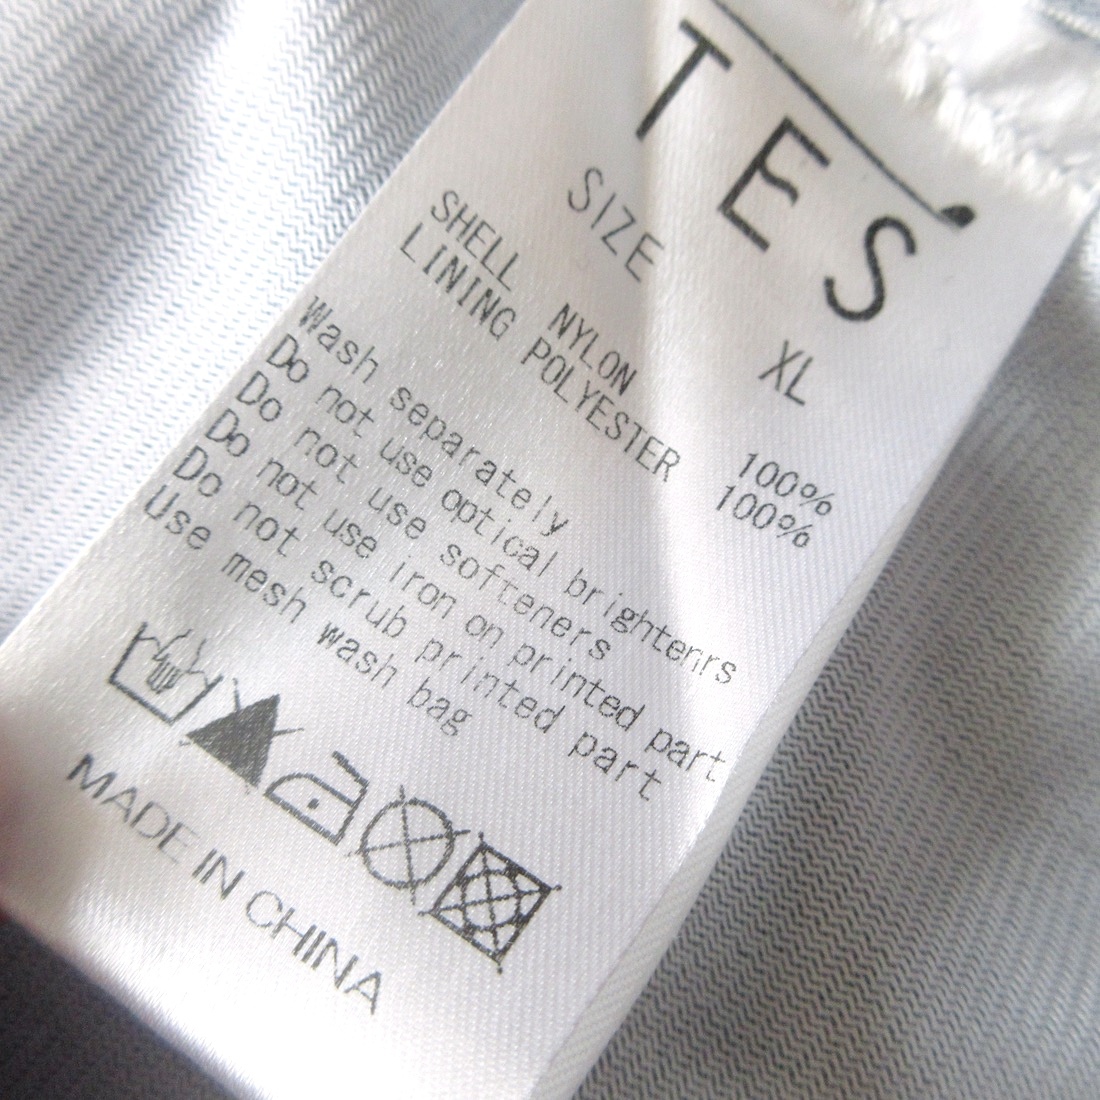 TES
SIZE XL
SHELL NYLON 100%
LINING POLYESTER 100%
Wash separately
Do not use optical brightenrs
Do not use softeners
Do not use iron on printed part
Do not scrub printed part
Use mesh wash bag
MADE IN CHINA